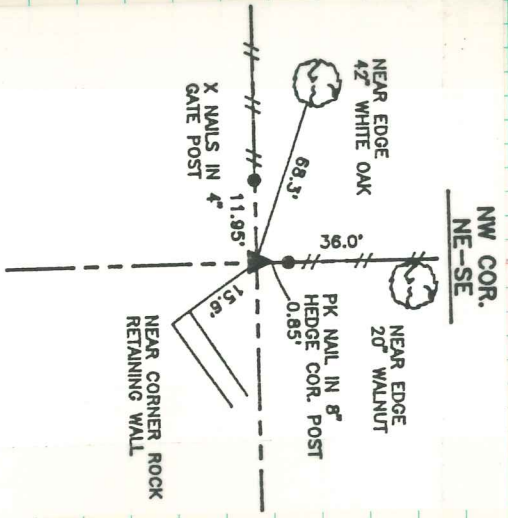 NW COR.
NE-SE
NEAR EDGE
20" WALNUT
36.0'
PK NAIL IN 8"
HEDGE COR. POST
0.85'
NEAR EDGE
42" WHITE OAK
68.3'
X NAILS IN 4"
GATE POST
11.95'
15.6'
NEAR CORNER ROCK
RETAINING WALL